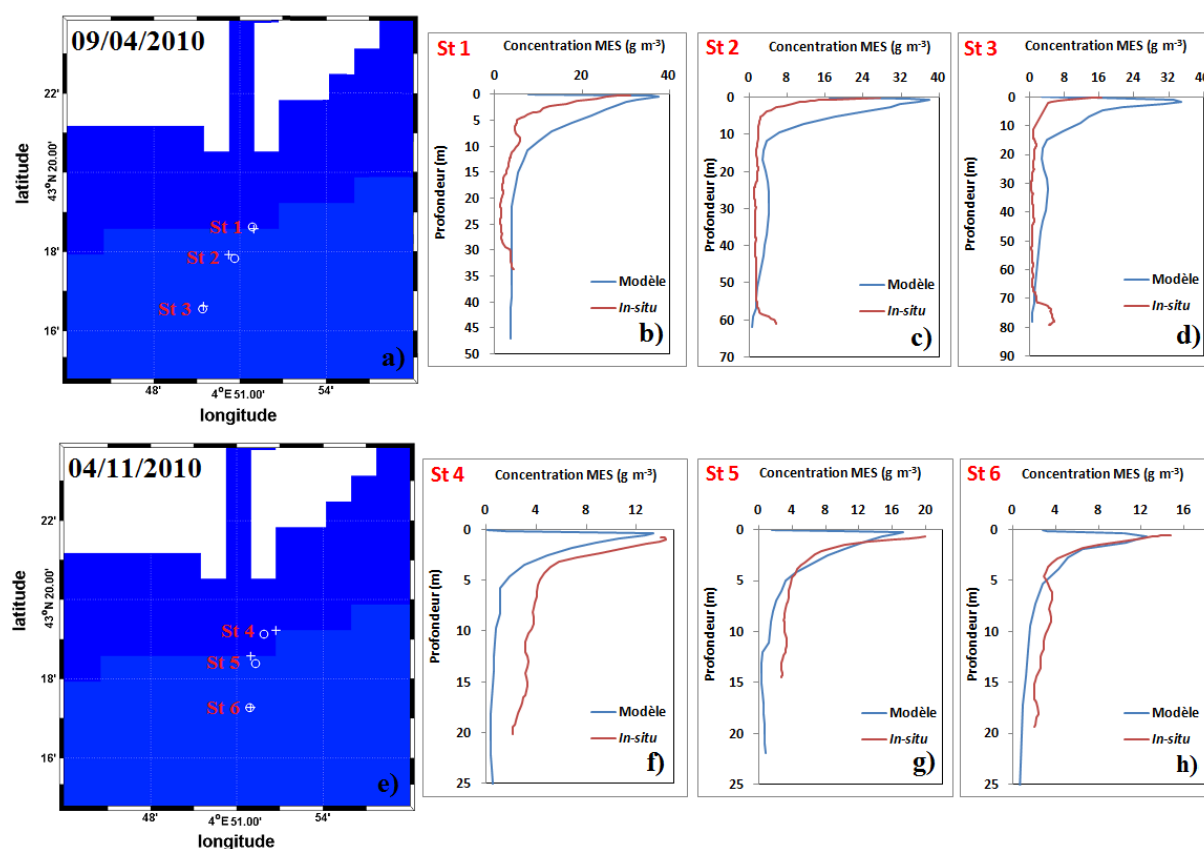 09/04/2010
latitude
22'
43°N 20.00'
18'
16'
St 1
St 2
St 3
a)
48'
4°E 51.00'
54'
longitude
St 1
Concentration MES (g m-3)
0
20
40
0
5
10
15
20
25
30
35
40
45
50
Profondeur (m)
Modèle
In-situ
b)
St 2
Concentration MES (g m-3)
0
8
16
24
32
40
0
10
20
30
40
50
60
70
Profondeur (m)
Modèle
In-situ
c)
St 3
Concentration MES (g m-3)
0
8
16
24
32
40
0
10
20
30
40
50
60
70
80
90
Profondeur (m)
Modèle
In-situ
d)
04/11/2010
latitude
22'
43°N 20.00'
18'
16'
St 4
St 5
St 6
e)
48'
4°E 51.00'
54'
longitude
St 4
Concentration MES (g m-3)
0
4
8
12
0
5
10
15
20
25
Profondeur (m)
Modèle
In-situ
f)
St 5
Concentration MES (g m-3)
0
4
8
12
16
20
0
5
10
15
20
25
Profondeur (m)
Modèle
In-situ
g)
St 6
Concentration MES (g m-3)
0
4
8
12
16
0
5
10
15
20
25
Profondeur (m)
Modèle
In-situ
h)